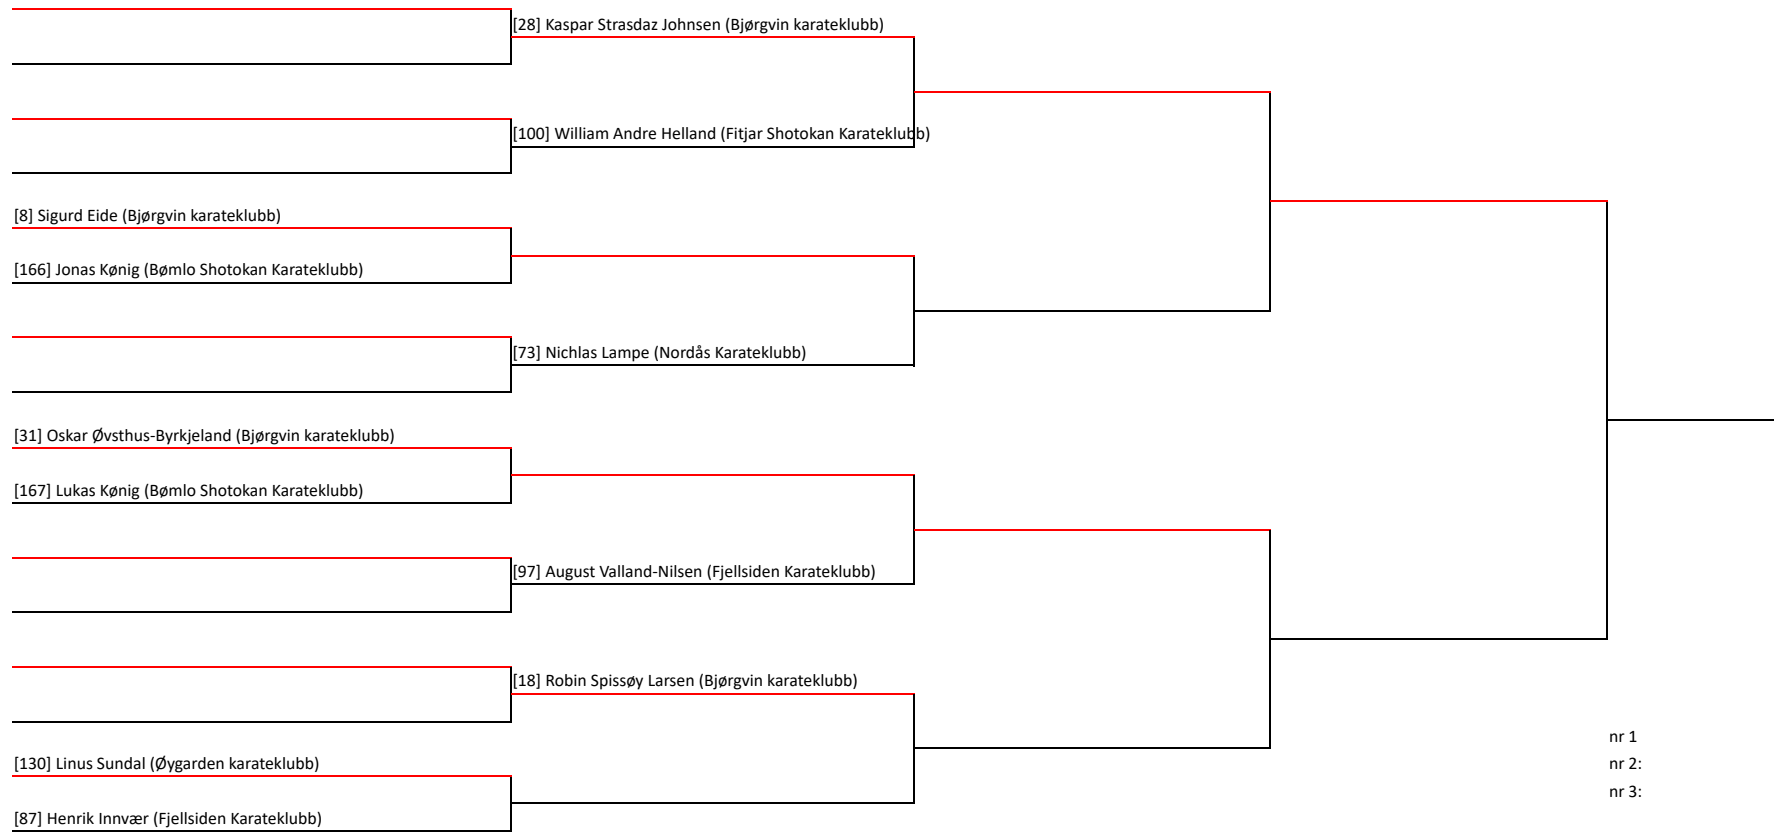 [28] Kaspar Strasdaz Johnsen (Bjørgvin karateklubb)
[100] William Andre Helland (Fitjar Shotokan Karateklubb)
[8] Sigurd Eide (Bjørgvin karateklubb)
[166] Jonas Kønig (Bømlo Shotokan Karateklubb)
[73] Nichlas Lampe (Nordås Karateklubb)
[31] Oskar Øvsthus-Byrkjeland (Bjørgvin karateklubb)
[167] Lukas Kønig (Bømlo Shotokan Karateklubb)
[97] August Valland-Nilsen (Fjellsiden Karateklubb)
[18] Robin Spissøy Larsen (Bjørgvin karateklubb)
[130] Linus Sundal (Øygarden karateklubb)
[87] Henrik Innvær (Fjellsiden Karateklubb)
nr 1
nr 2:
nr 3: